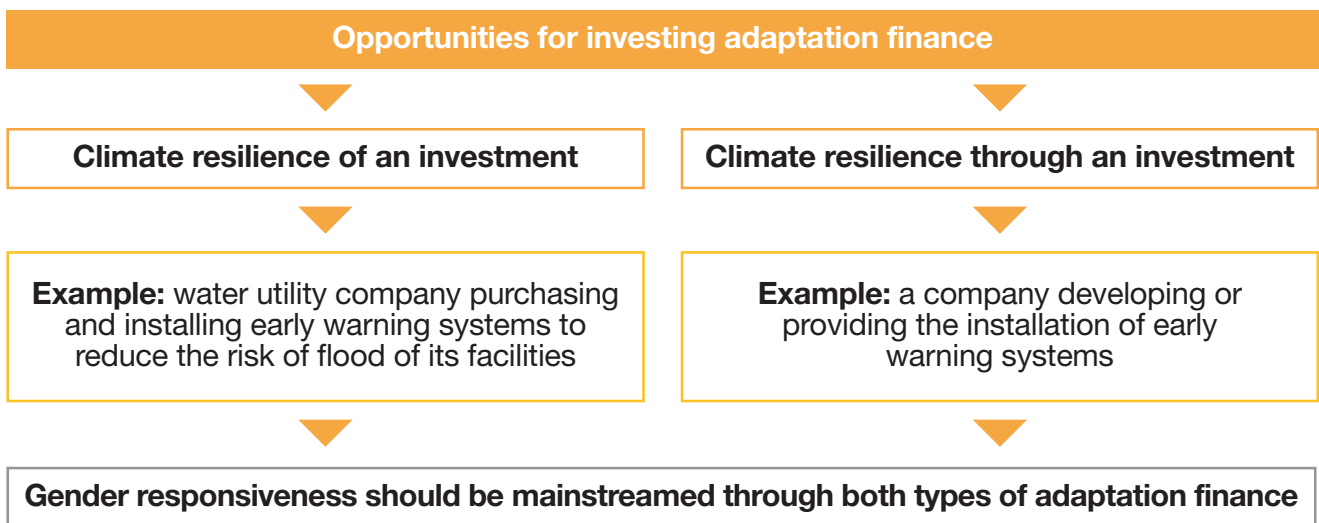 Opportunities for investing adaptation finance
Climate resilience of an investment
Climate resilience through an investment
Example: water utility company purchasing
and installing early warning systems to
reduce the risk of flood of its facilities
Example: a company developing or
providing the installation of early
warning systems
Gender responsiveness should be mainstreamed through both types of adaptation finance